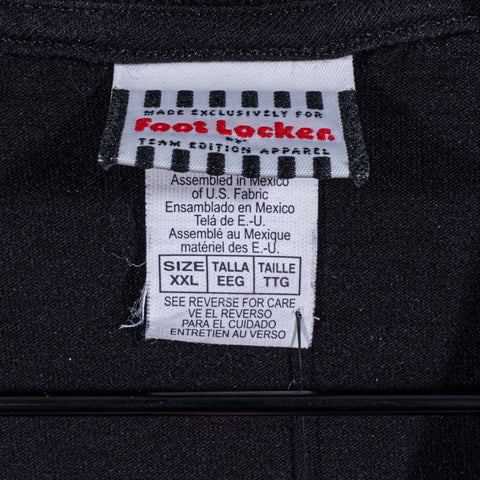 MADE EXCLUSIVELY FOR
Foot Locker.
BY
TEAM EDITION APPAREL
Assembled in Mexico
of U.S. Fabric
Ensamblado en Mexico
Telá de E.-U.
Assemblé au Mexique
matériel des E.-U.
SIZE TALLA TAILLE
XXL EEG TTG
SEE REVERSE FOR CARE
VE EL REVERSO
PARA EL CUIDADO
ENTRETIEN AU VERSO